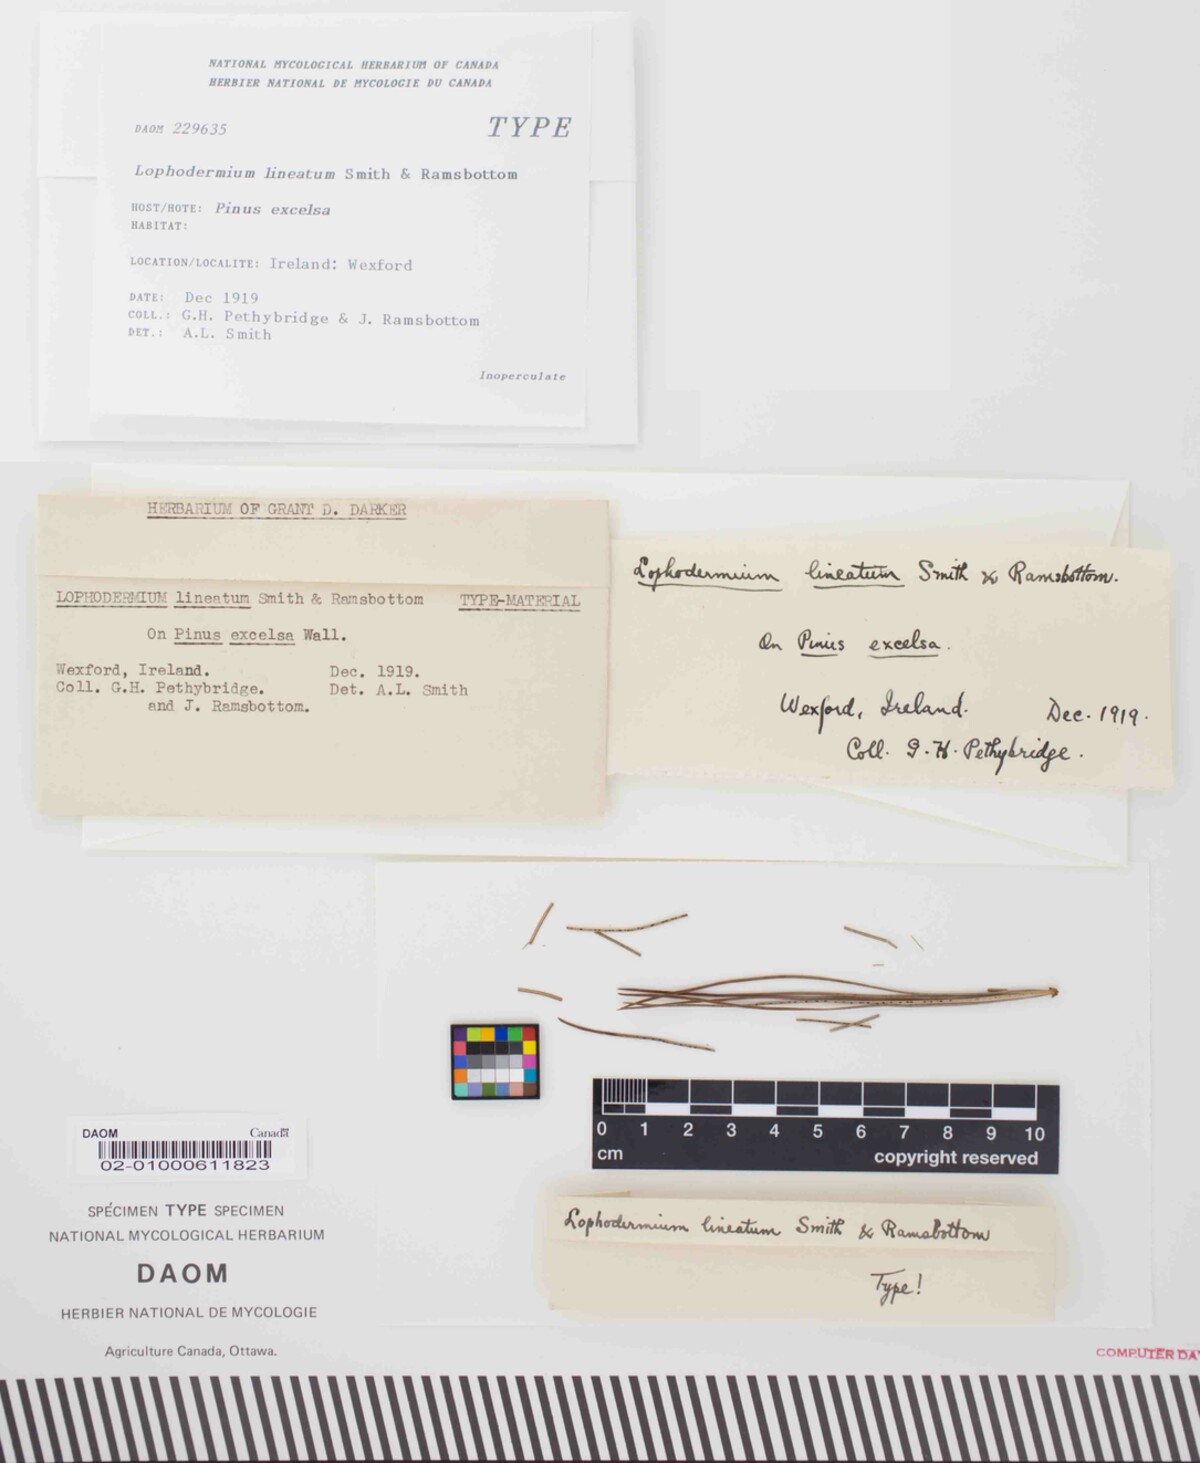 NATIONAL MYCOLOGICAL HERBARIUM OF CANADA
HERBIER NATIONAL DE MYCOLOGIE DU CANADA
DAOM 229635 TYPE
Lophodermium lineatum Smith & Ramsbottom
HOST/HOTE: Pinus excelsa
HABITAT:
LOCATION/LOCALITE: Ireland: Wexford
DATE: Dec 1919
COLL.: G.H. Pethybridge & J. Ramsbottom
DET.: A.L. Smith
Inoperculate
HERBARIUM OF GRANT D. DARKER
LOPHODERMIUM lineatum Smith & Ramsbottom TYPE-MATERIAL
On Pinus excelsa Wall.
Wexford, Ireland. Dec. 1919.
Coll. G.H. Pethybridge. Det. A.L. Smith
and J. Ramsbottom.
Lophodermium lineatum Smith & Ramsbottom.
On Pinus excelsa.
Wexford, Ireland. Dec. 1919.
Coll. G. H. Pethybridge.
0 1 2 3 4 5 6 7 8 9 10
cm copyright reserved
Lophodermium lineatum Smith & Ramsbottom
Type!
DAOM Canada
02-01000611823
SPÉCIMEN TYPE SPECIMEN
NATIONAL MYCOLOGICAL HERBARIUM
DAOM
HERBIER NATIONAL DE MYCOLOGIE
Agriculture Canada, Ottawa.
COMPUTER DA